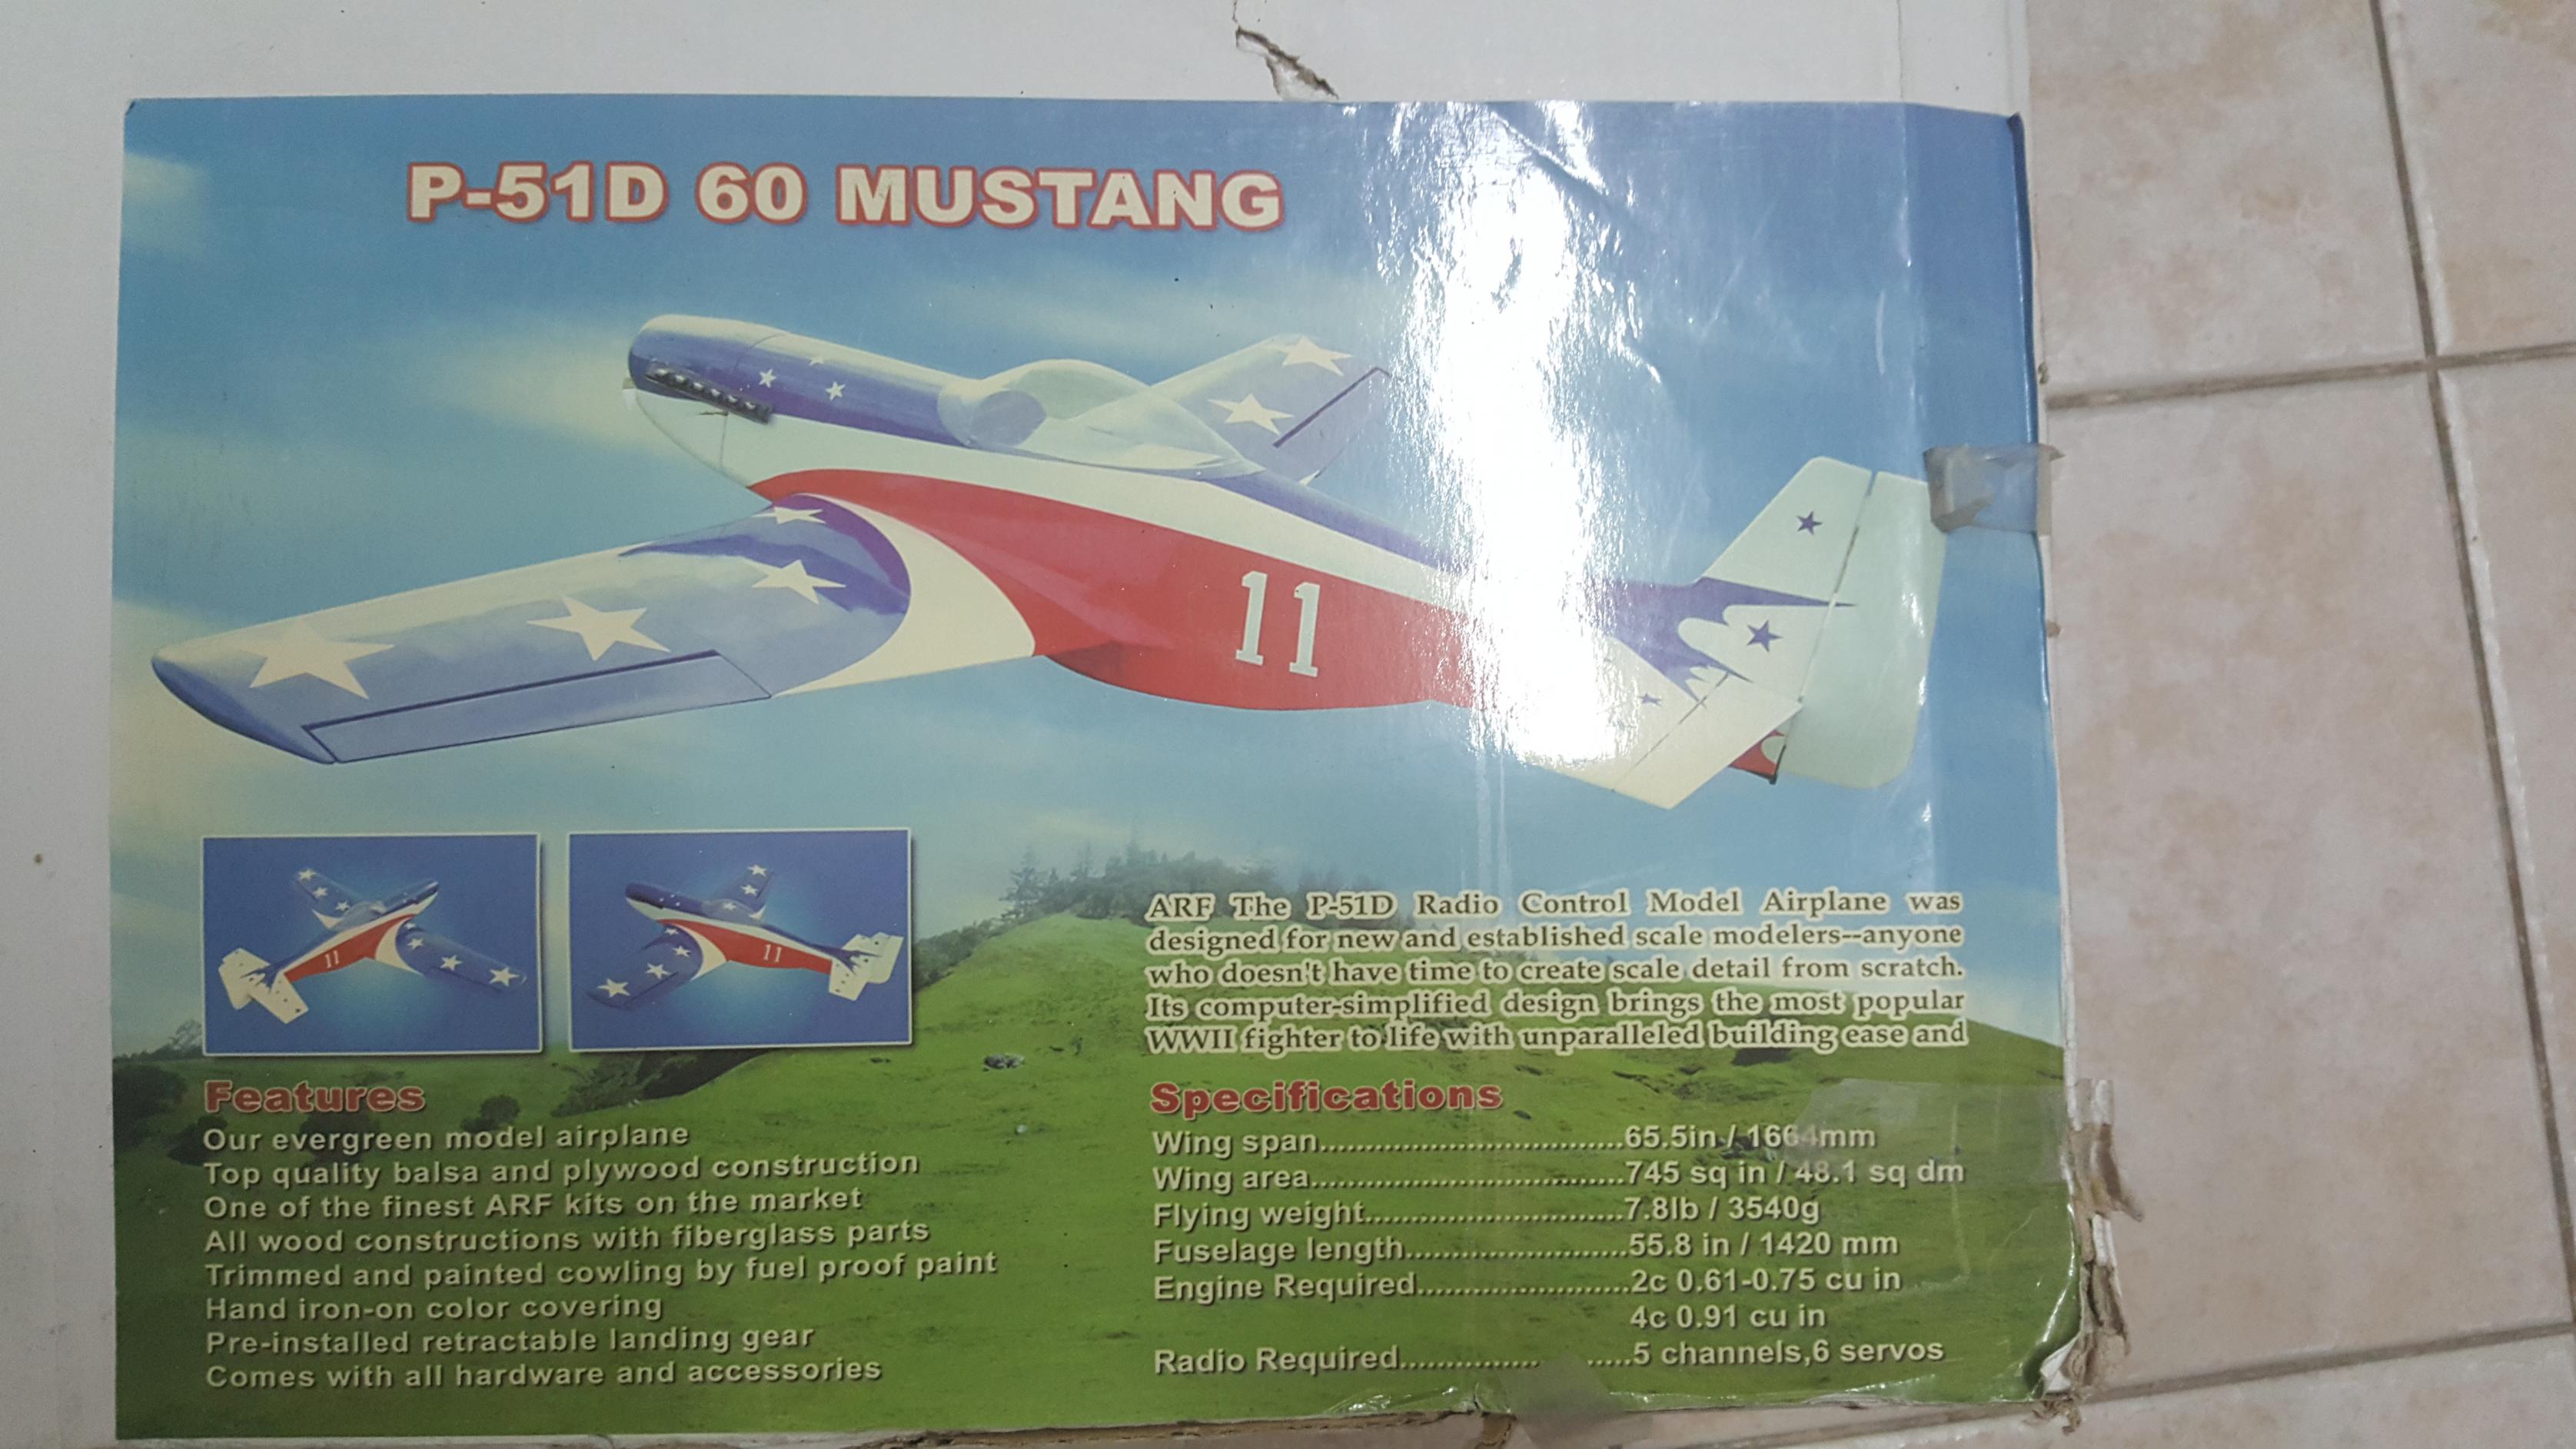 P-51D 60 MUSTANG
11
11
11
ARF The P-51D Radio Control Model Airplane was
designed for new and established scale modelers--anyone
who doesn't have time to create scale detail from scratch.
Its computer-simplified design brings the most popular
WWII fighter to life with unparalleled building ease and
Features
Our evergreen model airplane
Top quality balsa and plywood construction
One of the finest ARF kits on the market
All wood constructions with fiberglass parts
Trimmed and painted cowling by fuel proof paint
Hand iron-on color covering
Pre-installed retractable landing gear
Comes with all hardware and accessories
Specifications
Wing span................................65.5in / 1664mm
Wing area.................................745 sq in / 48.1 sq dm
Flying weight...........................7.8lb / 3540g
Fuselage length.......................55.8 in / 1420 mm
Engine Required......................2c 0.61-0.75 cu in
4c 0.91 cu in
Radio Required....................5 channels,6 servos